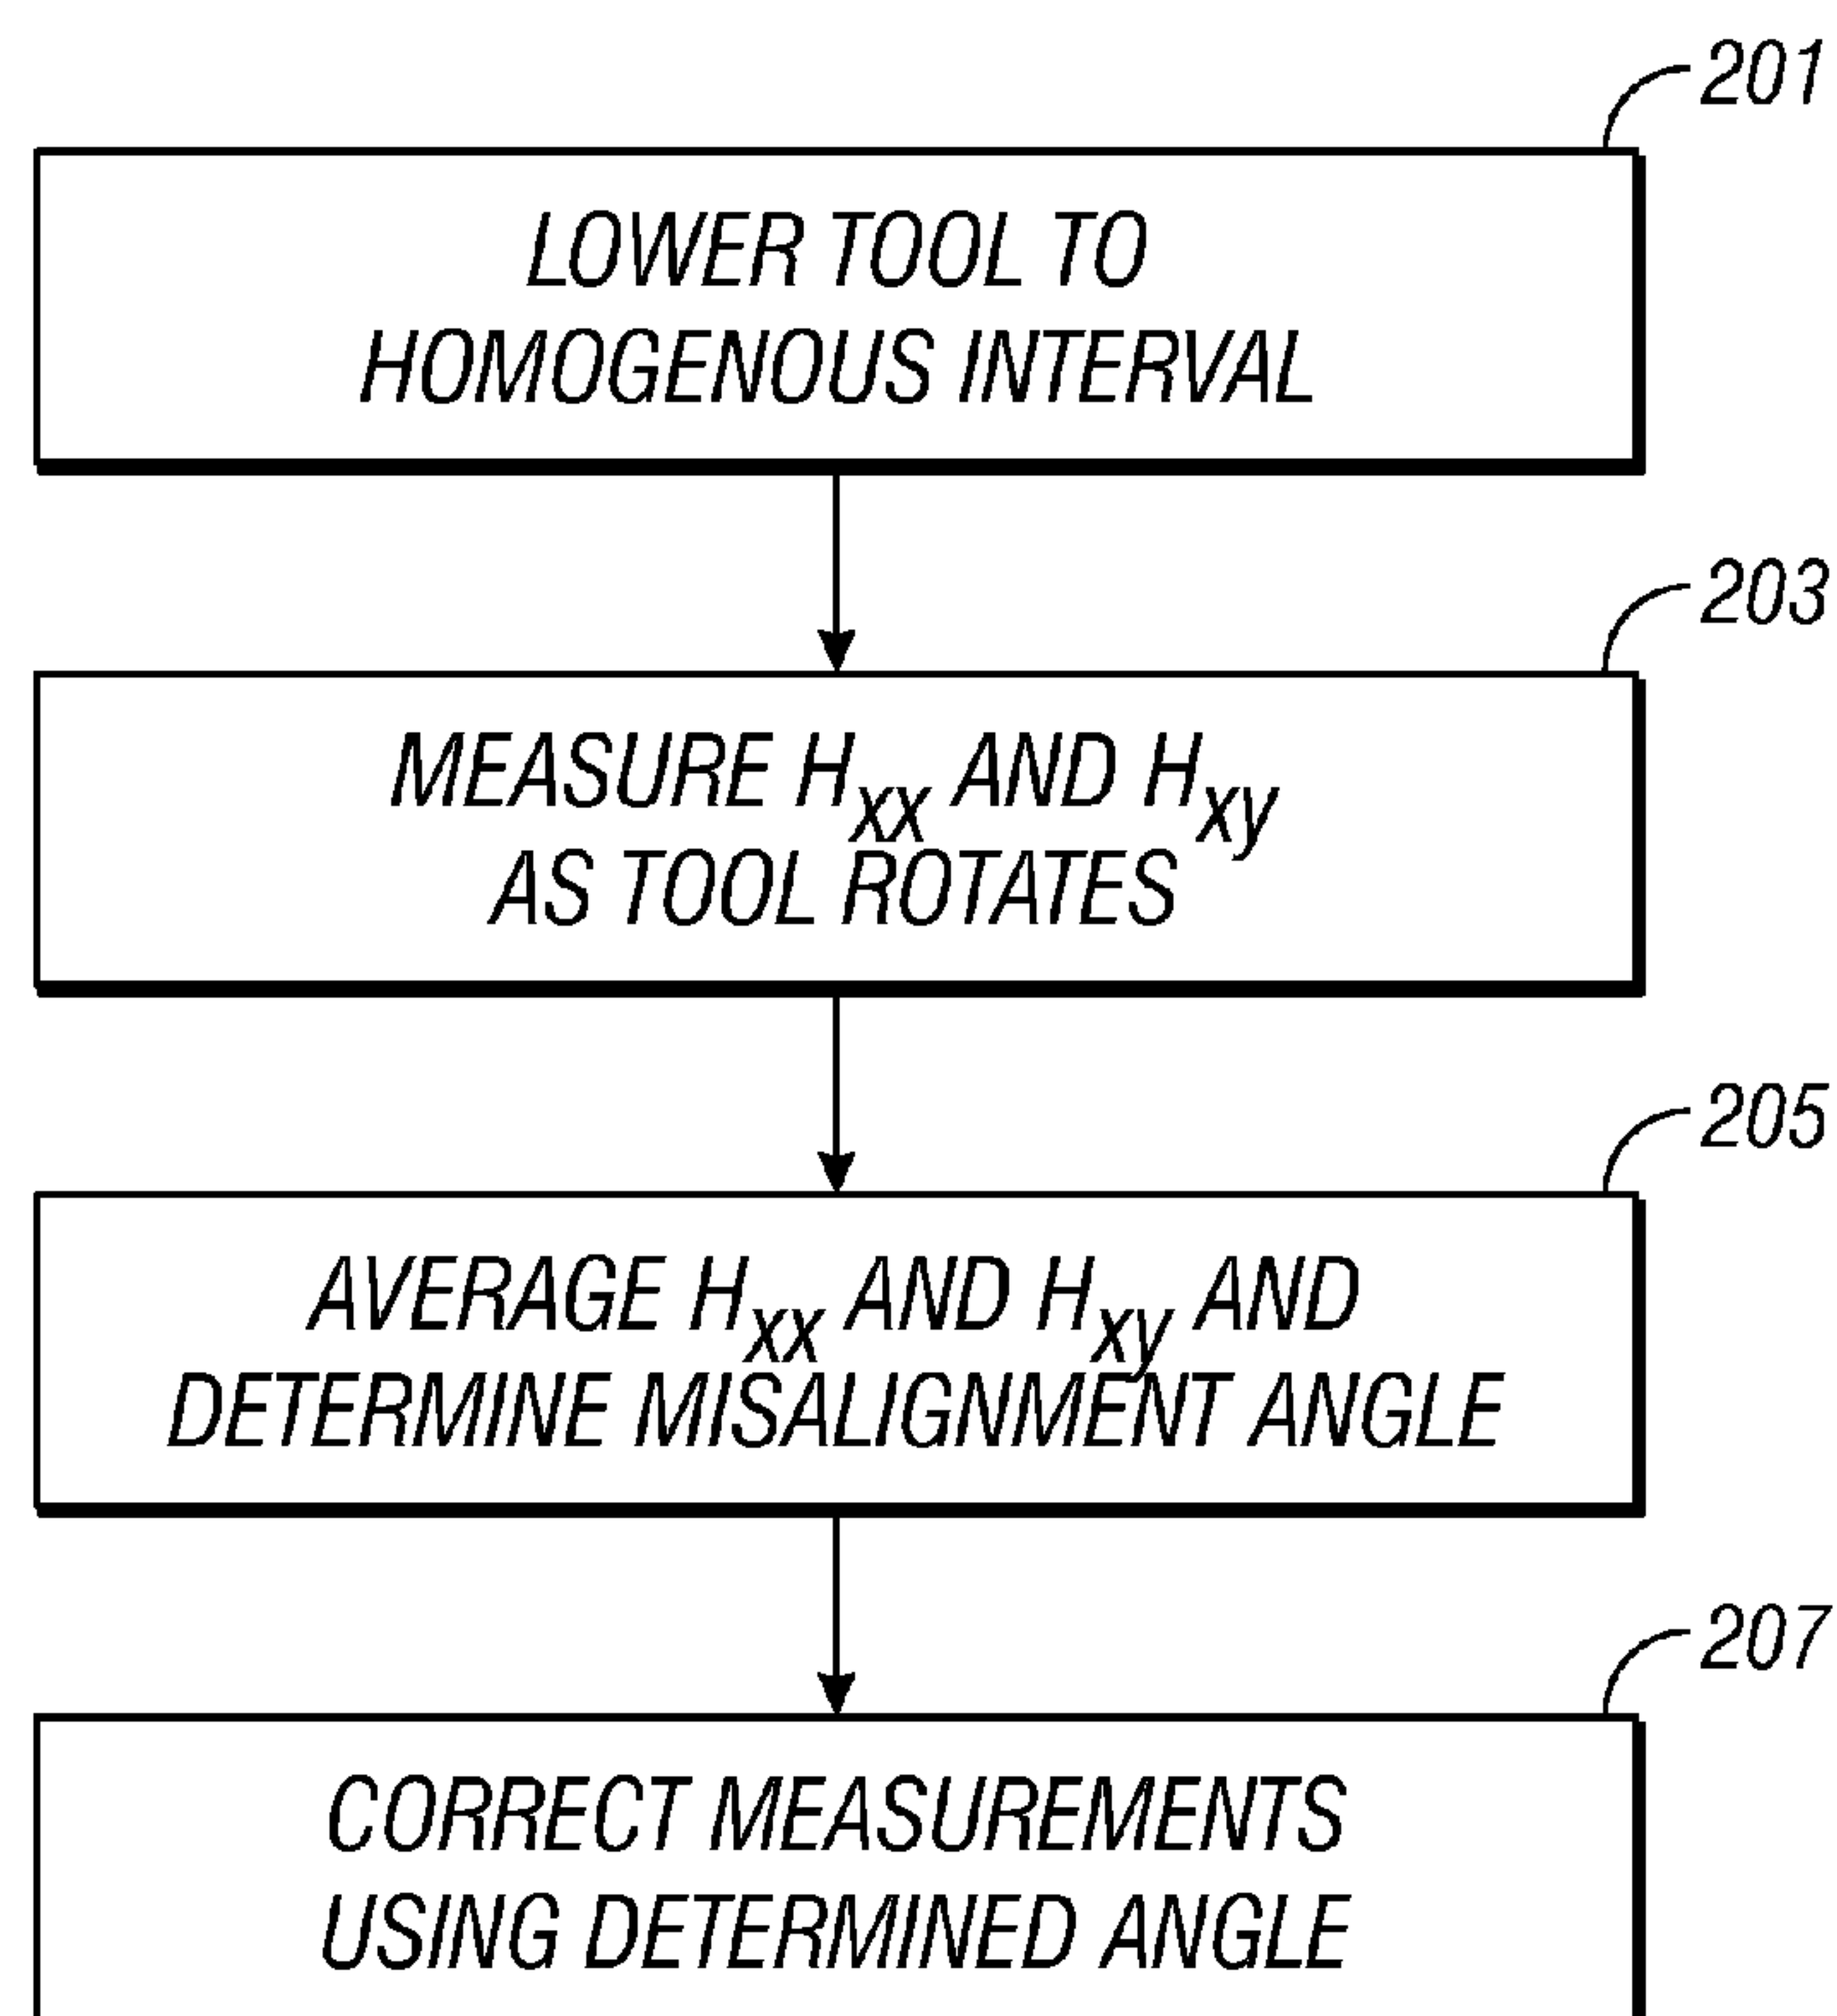 201
LOWER TOOL TO
HOMOGENOUS INTERVAL
203
MEASURE Hxx AND Hxy
AS TOOL ROTATES
205
AVERAGE Hxx AND Hxy AND
DETERMINE MISALIGNMENT ANGLE
207
CORRECT MEASUREMENTS
USING DETERMINED ANGLE